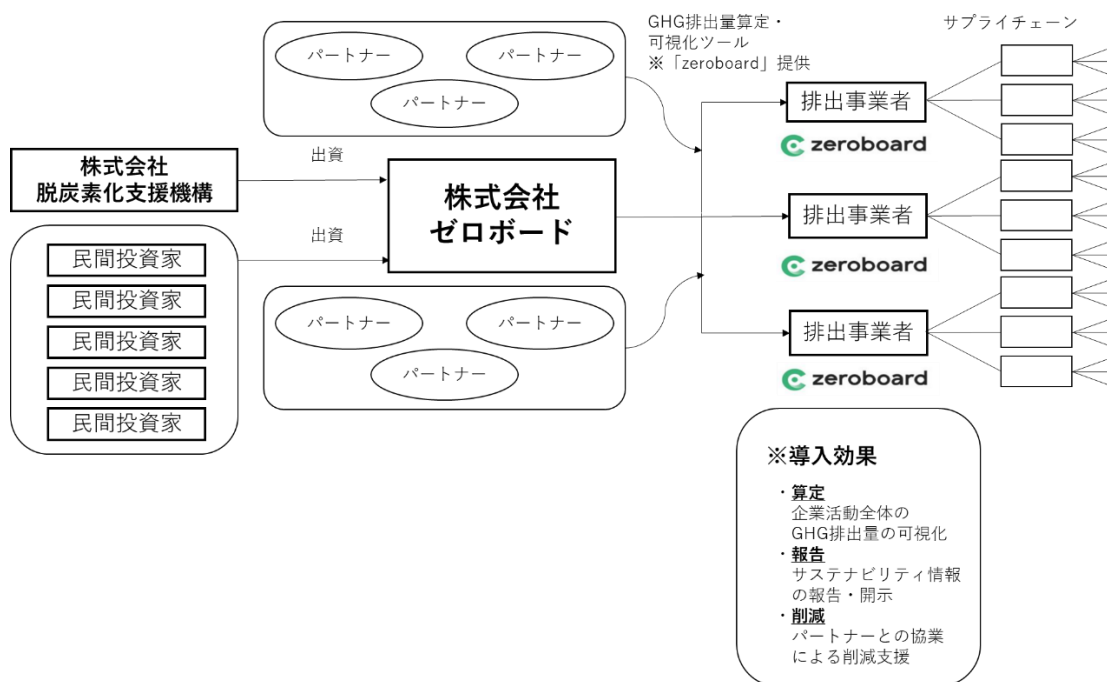 パートナー
パートナー
パートナー
GHG排出量算定・
可視化ツール
※「zeroboard」提供
サプライチェーン
排出事業者
zeroboard
株式会社
脱炭素化支援機構
出資
株式会社
ゼロボード
排出事業者
zeroboard
出資
民間投資家
民間投資家
民間投資家
民間投資家
民間投資家
パートナー
パートナー
パートナー
排出事業者
zeroboard
※導入効果
・算定
企業活動全体の
GHG排出量の可視化
・報告
サステナビリティ情報
の報告・開示
・削減
パートナーとの協業
による削減支援